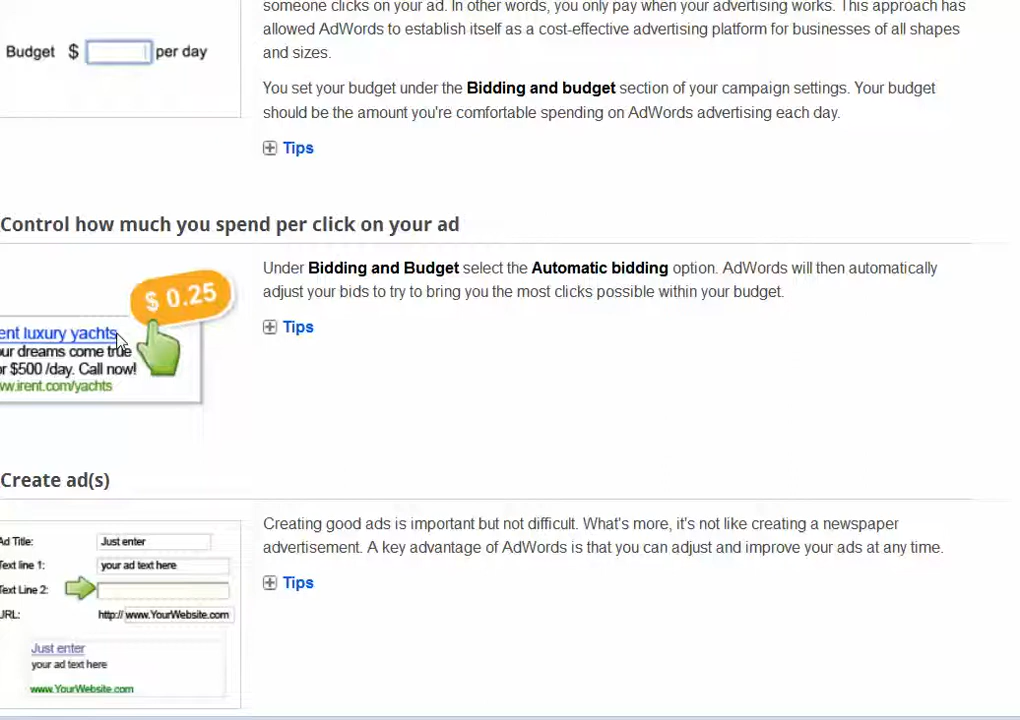 someone clicks on your ad. In other words, you only pay when your advertising works. This approach has
allowed AdWords to establish itself as a cost-effective advertising platform for businesses of all shapes
and sizes.
Budget $ per day
You set your budget under the Bidding and budget section of your campaign settings. Your budget
should be the amount you're comfortable spending on AdWords advertising each day.
Tips
Control how much you spend per click on your ad
Under Bidding and Budget select the Automatic bidding option. AdWords will then automatically
adjust your bids to try to bring you the most clicks possible within your budget.
Tips
$ 0.25
ent luxury yachts
ur dreams come true
r $500 /day. Call now!
ww.irent.com/yachts
Create ad(s)
Creating good ads is important but not difficult. What's more, it's not like creating a newspaper
advertisement. A key advantage of AdWords is that you can adjust and improve your ads at any time.
Tips
Ad Title: Just enter
Text line 1: your ad text here
Text Line 2:
URL: http:// www.YourWebsite.com
Just enter
your ad text here
www.YourWebsite.com